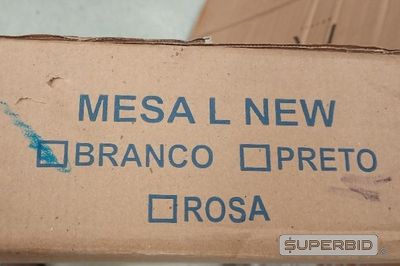 MESA L NEW
BRANCO PRETO
ROSA
SUPERBID